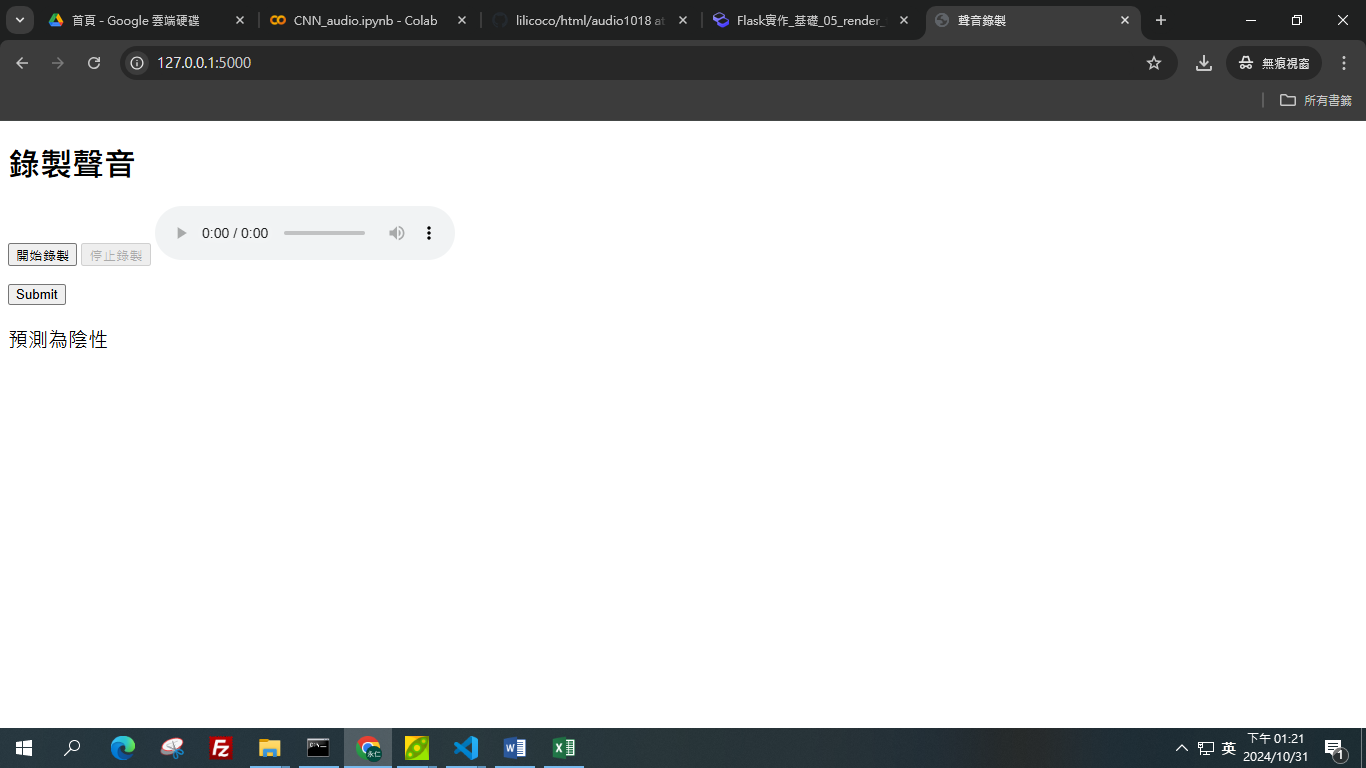 首頁 - Google 雲端硬碟
CNN_audio.ipynb - Colab
lilicoco/html/audio1018 at
Flask實作_基礎_05_render_
聲音錄製
127.0.0.1:5000
無痕視窗
所有書籤
錄製聲音
開始錄製 停止錄製 0:00 / 0:00
Submit
預測為陰性
英
下午 01:21
2024/10/31
1